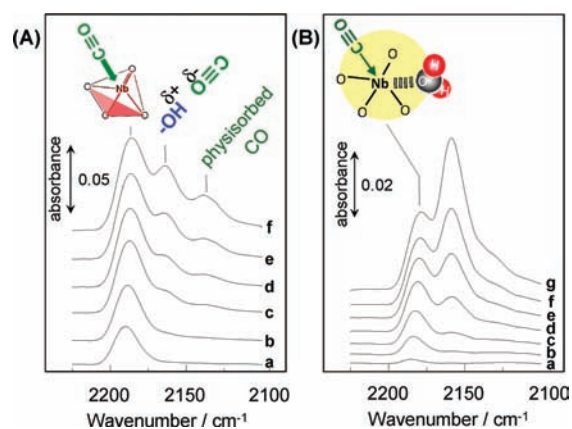 (A)
C≡O
Nb
O
O
O
O
δ+
-OH
δ-
C≡O
physisorbed
CO
absorbance
0.05
f
e
d
c
b
a
2200
2150
2100
Wavenumber / cm-1
(B)
C≡O
O
O
O
O
Nb
O
H
H
absorbance
0.02
g
f
e
d
c
b
a
2200
2150
2100
Wavenumber / cm-1